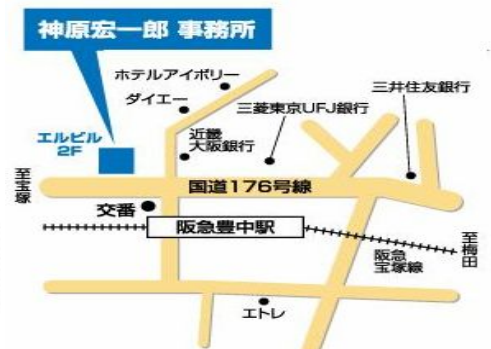 神原宏一郎 事務所
ホテルアイボリー
ダイエー
三井住友銀行
三菱東京UFJ銀行
エルビル
2F
近畿
大阪銀行
至宝塚
国道176号線
交番
阪急豊中駅
至梅田
阪急
宝塚線
エトレ